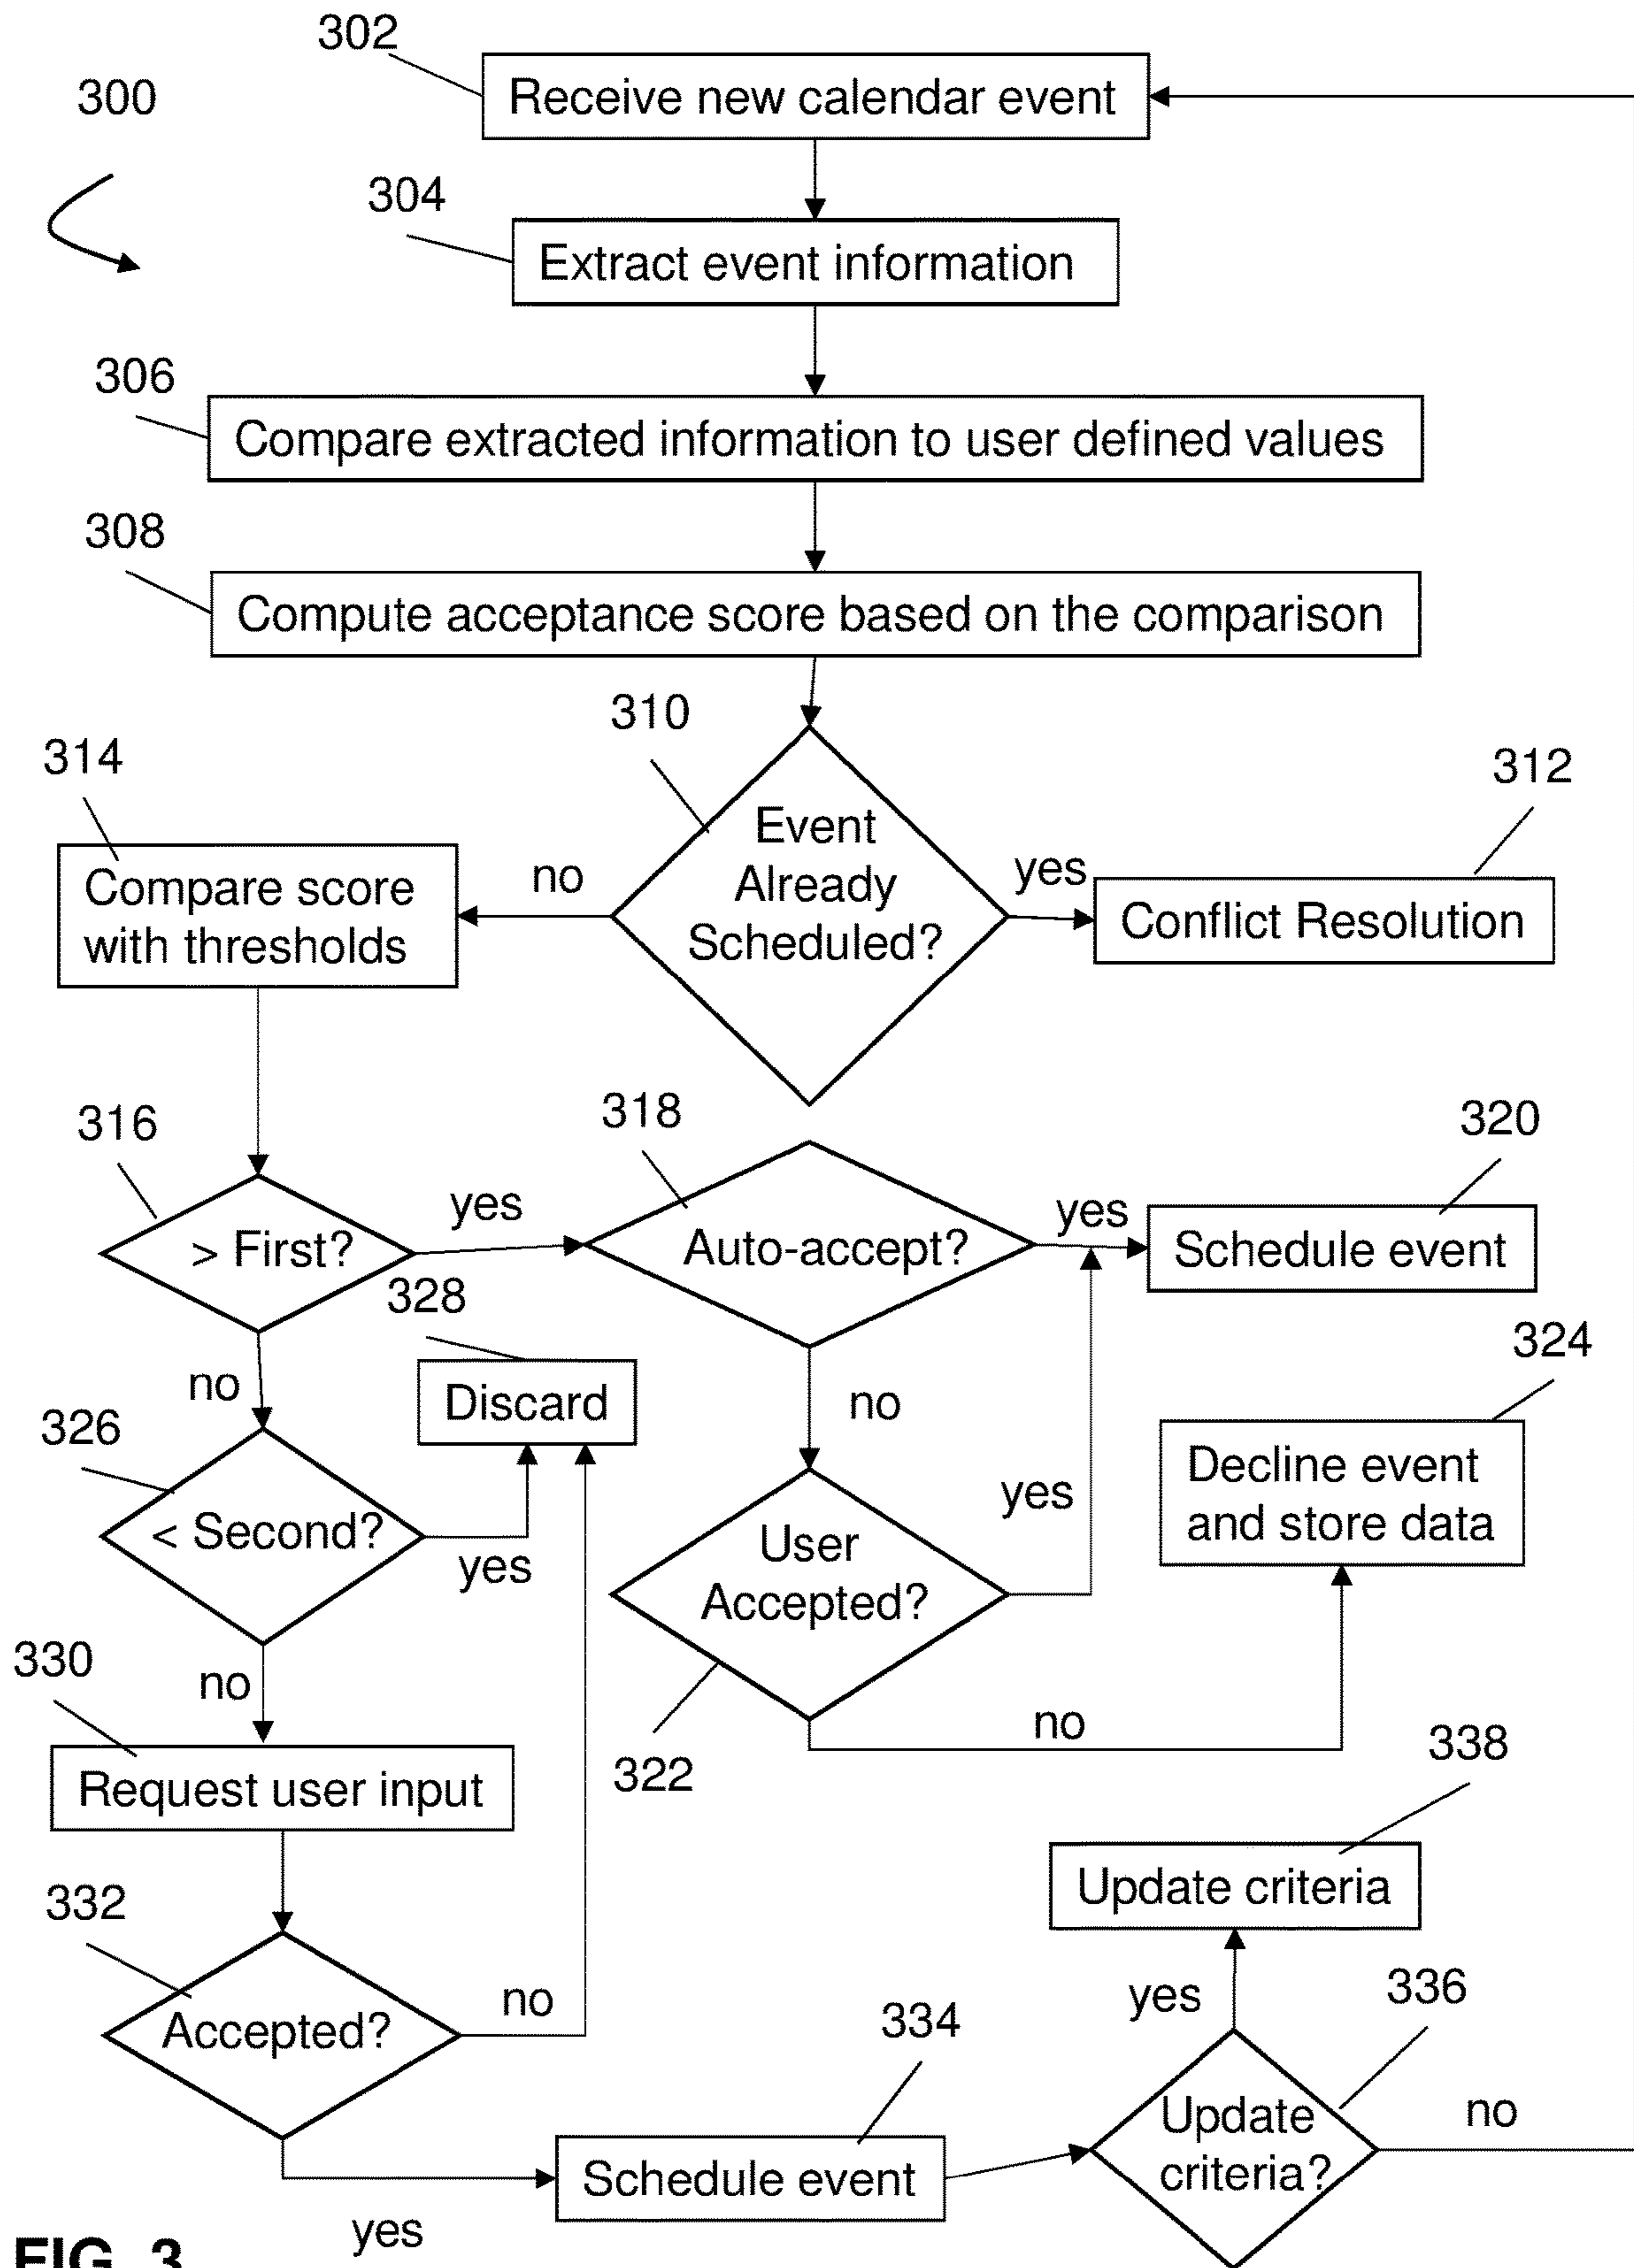 302
Receive new calendar event
300
304
Extract event information
306
Compare extracted information to user defined values
308
Compute acceptance score based on the comparison
310
314
312
Event
Already
Scheduled?
no
yes
Compare score
with thresholds
Conflict Resolution
316
318
320
> First?
yes
Auto-accept?
yes
Schedule event
328
324
no
Discard
no
326
Decline event
and store data
< Second?
yes
User
Accepted?
yes
330
no
no
322
338
Request user input
Update criteria
332
336
yes
Accepted?
no
334
Update
criteria?
no
Schedule event
yes
FIG. 3